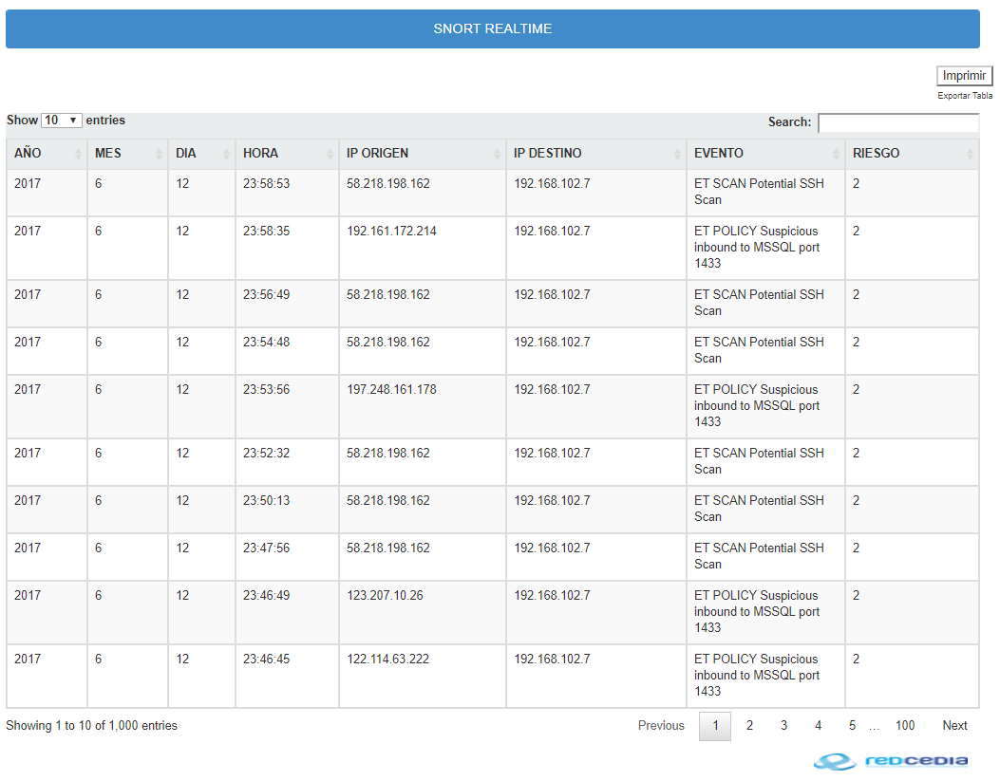 SNORT REALTIME
Imprimir
Exportar Tabla
Show 10 entries
Search:
AÑO MES DIA HORA IP ORIGEN IP DESTINO EVENTO RIESGO
2017 6 12 23:58:53 58.218.198.162 192.168.102.7 ET SCAN Potential SSH 2
Scan
2017 6 12 23:58:35 192.161.172.214 192.168.102.7 ET POLICY Suspicious 2
inbound to MSSQL port
1433
2017 6 12 23:56:49 58.218.198.162 192.168.102.7 ET SCAN Potential SSH 2
Scan
2017 6 12 23:54:48 58.218.198.162 192.168.102.7 ET SCAN Potential SSH 2
Scan
2017 6 12 23:53:56 197.248.161.178 192.168.102.7 ET POLICY Suspicious 2
inbound to MSSQL port
1433
2017 6 12 23:52:32 58.218.198.162 192.168.102.7 ET SCAN Potential SSH 2
Scan
2017 6 12 23:50:13 58.218.198.162 192.168.102.7 ET SCAN Potential SSH 2
Scan
2017 6 12 23:47:56 58.218.198.162 192.168.102.7 ET SCAN Potential SSH 2
Scan
2017 6 12 23:46:49 123.207.10.26 192.168.102.7 ET POLICY Suspicious 2
inbound to MSSQL port
1433
2017 6 12 23:46:45 122.114.63.222 192.168.102.7 ET POLICY Suspicious 2
inbound to MSSQL port
1433
Showing 1 to 10 of 1,000 entries
Previous 1 2 3 4 5 … 100 Next
redcedia